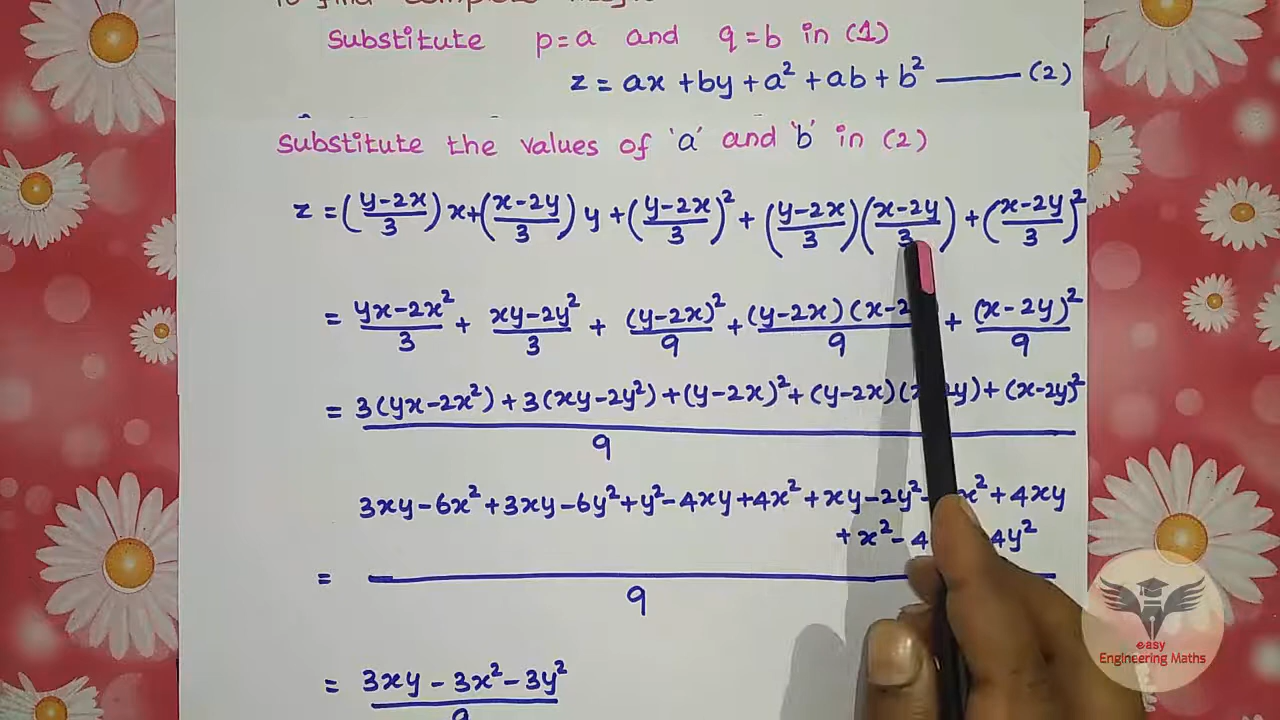 Substitute p=a and q=b in (1)
z = ax + by + a² + ab + b² ——— (2)
Substitute the values of 'a' and 'b' in (2)
z = (y-2x/3) x + (x-2y/3) y + (y-2x/3)² + (y-2x/3)(x-2y/3) + (x-2y/3)²
= yx-2x²/3 + xy-2y²/3 + (y-2x)²/9 + (y-2x)(x-2 /9 + (x-2y)²/9
= 3(yx-2x²) + 3(xy-2y²) + (y-2x)² + (y-2x)( y) + (x-2y)²
9
3xy-6x²+3xy-6y²+y²-4xy+4x²+xy-2y²- x²+4xy
+x²-4 4y²
=
9
= 3xy-3x²-3y²
easy
Engineering Maths